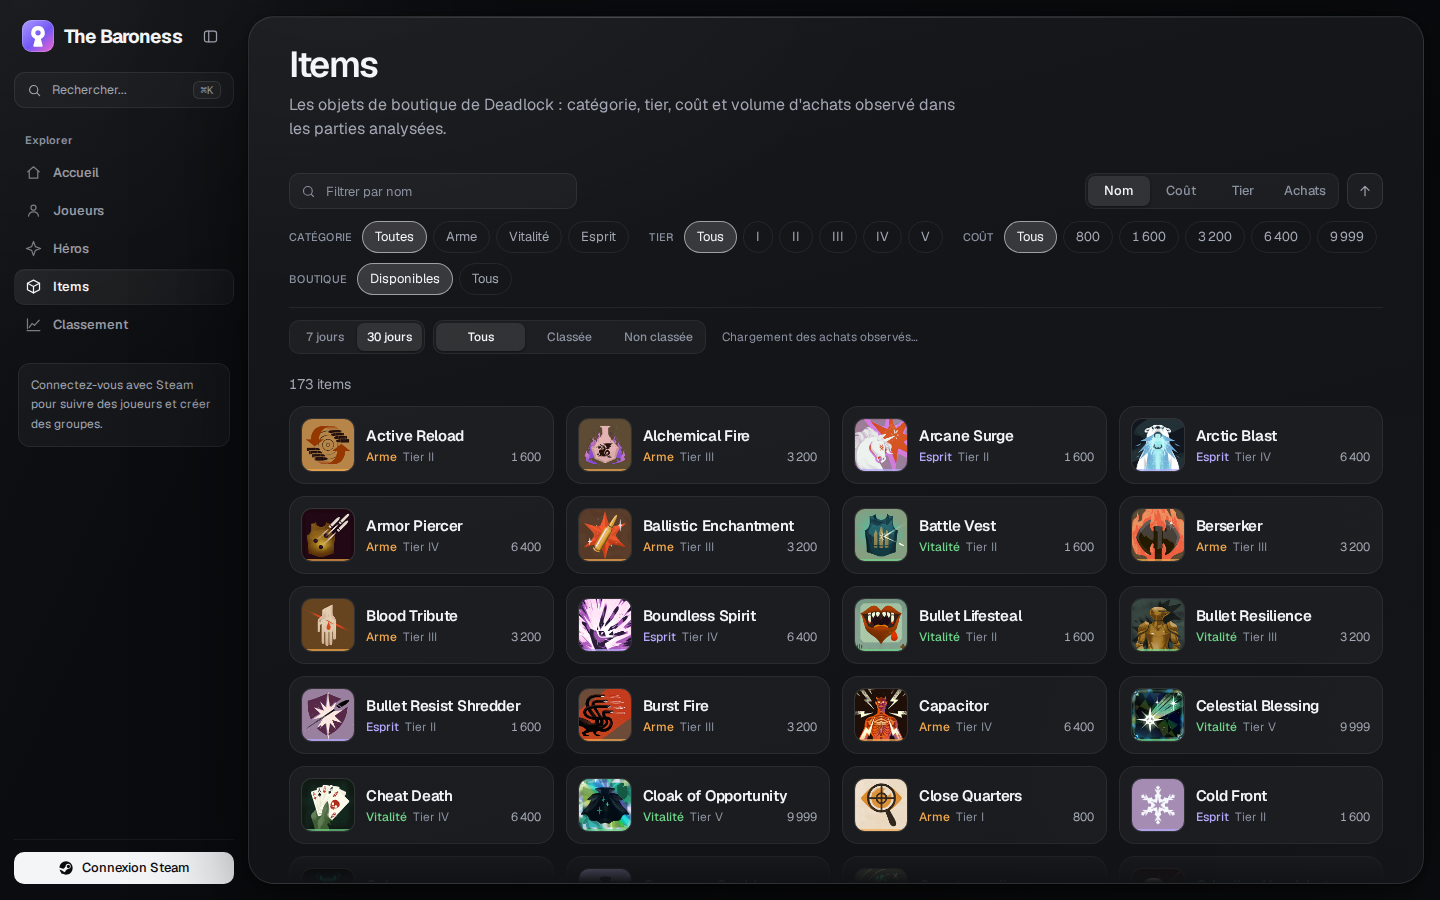 The Baroness
Rechercher...
⌘K
Explorer
Accueil
Joueurs
Héros
Items
Classement
Connectez-vous avec Steam
pour suivre des joueurs et créer
des groupes.
Connexion Steam
Items
Les objets de boutique de Deadlock : catégorie, tier, coût et volume d'achats observé dans
les parties analysées.
Filtrer par nom
Nom Coût Tier Achats
CATÉGORIE Toutes Arme Vitalité Esprit TIER Tous I II III IV V COÛT Tous 800 1 600 3 200 6 400 9 999
BOUTIQUE Disponibles Tous
7 jours 30 jours Tous Classée Non classée Chargement des achats observés…
173 items
Active Reload
Arme Tier II 1 600
Alchemical Fire
Arme Tier III 3 200
Arcane Surge
Esprit Tier II 1 600
Arctic Blast
Esprit Tier IV 6 400
Armor Piercer
Arme Tier IV 6 400
Ballistic Enchantment
Arme Tier III 3 200
Battle Vest
Vitalité Tier II 1 600
Berserker
Arme Tier III 3 200
Blood Tribute
Arme Tier III 3 200
Boundless Spirit
Esprit Tier IV 6 400
Bullet Lifesteal
Vitalité Tier II 1 600
Bullet Resilience
Vitalité Tier III 3 200
Bullet Resist Shredder
Esprit Tier II 1 600
Burst Fire
Arme Tier III 3 200
Capacitor
Arme Tier IV 6 400
Celestial Blessing
Vitalité Tier V 9 999
Cheat Death
Vitalité Tier IV 6 400
Cloak of Opportunity
Vitalité Tier V 9 999
Close Quarters
Arme Tier I 800
Cold Front
Esprit Tier II 1 600